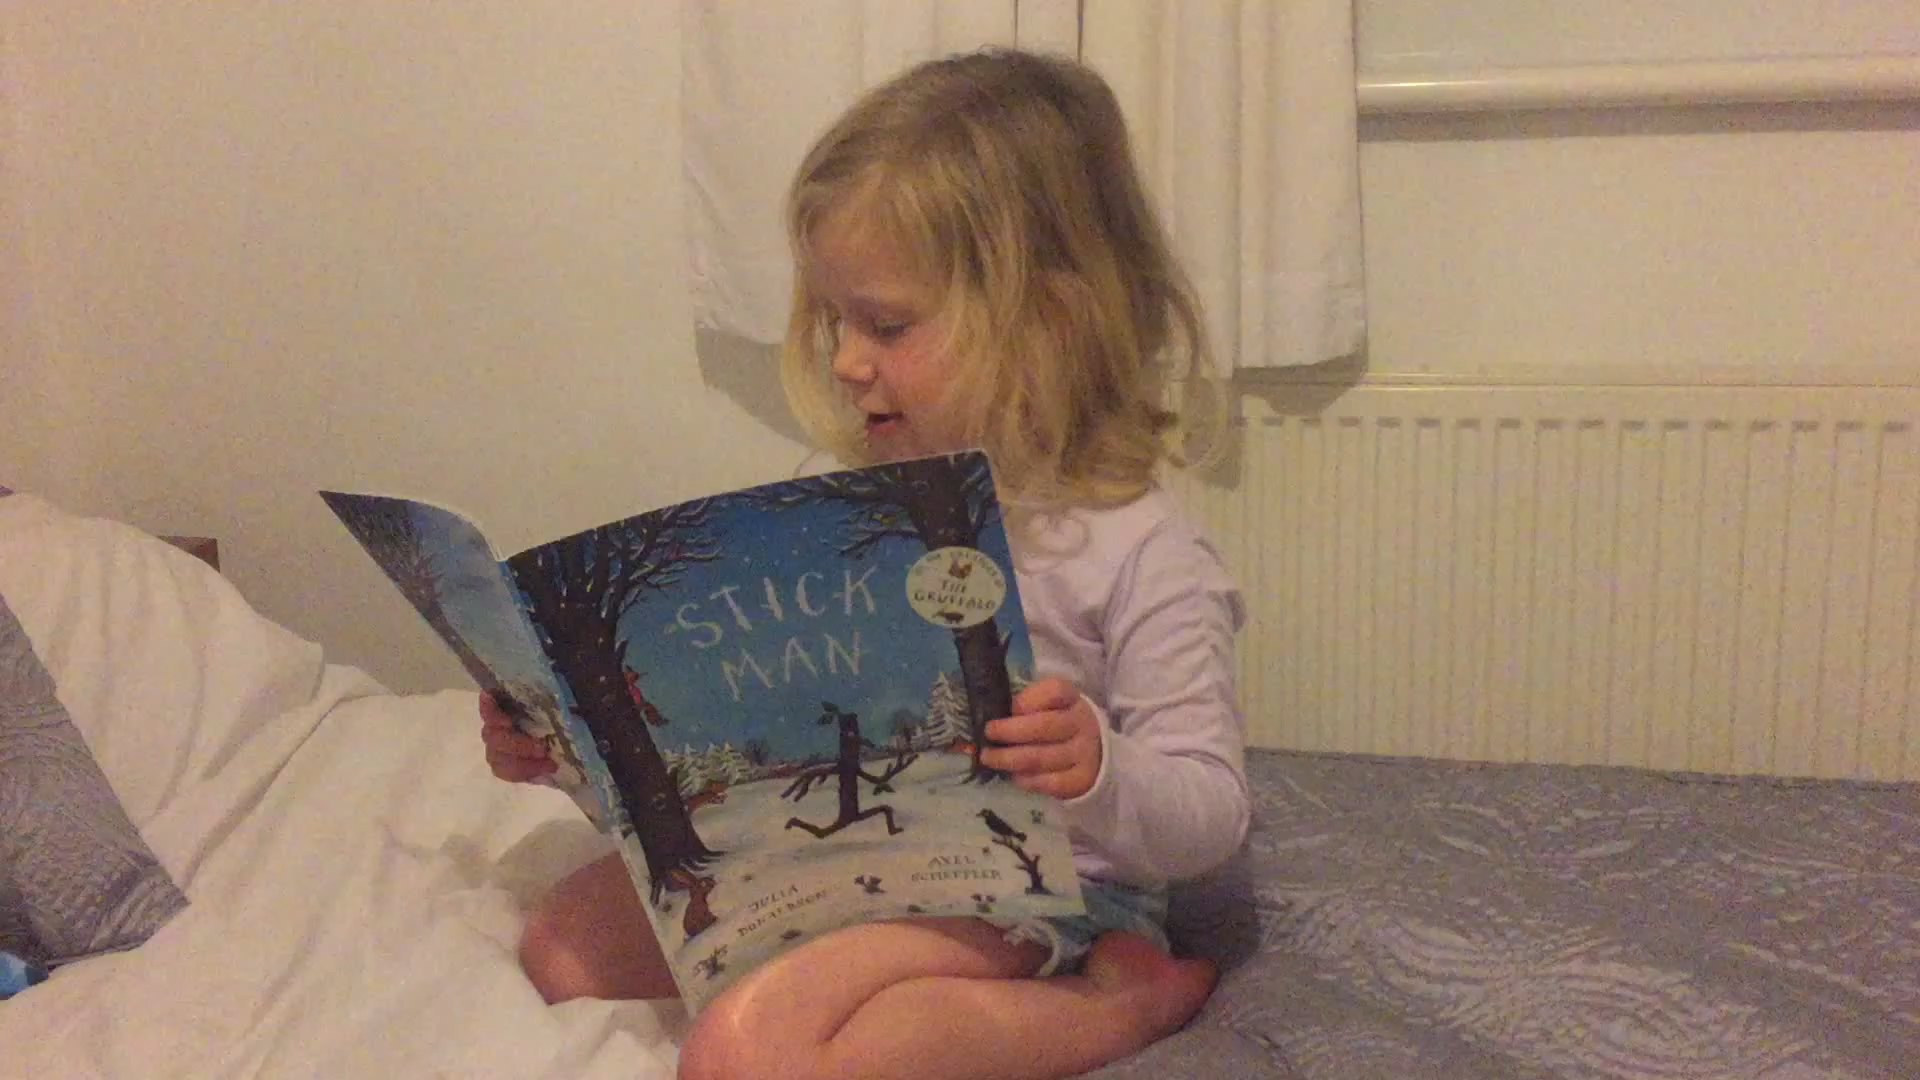 STICK
MAN
THE
GRUFFALO
JULIA
DONALDSON
AXEL
SCHEFFLER